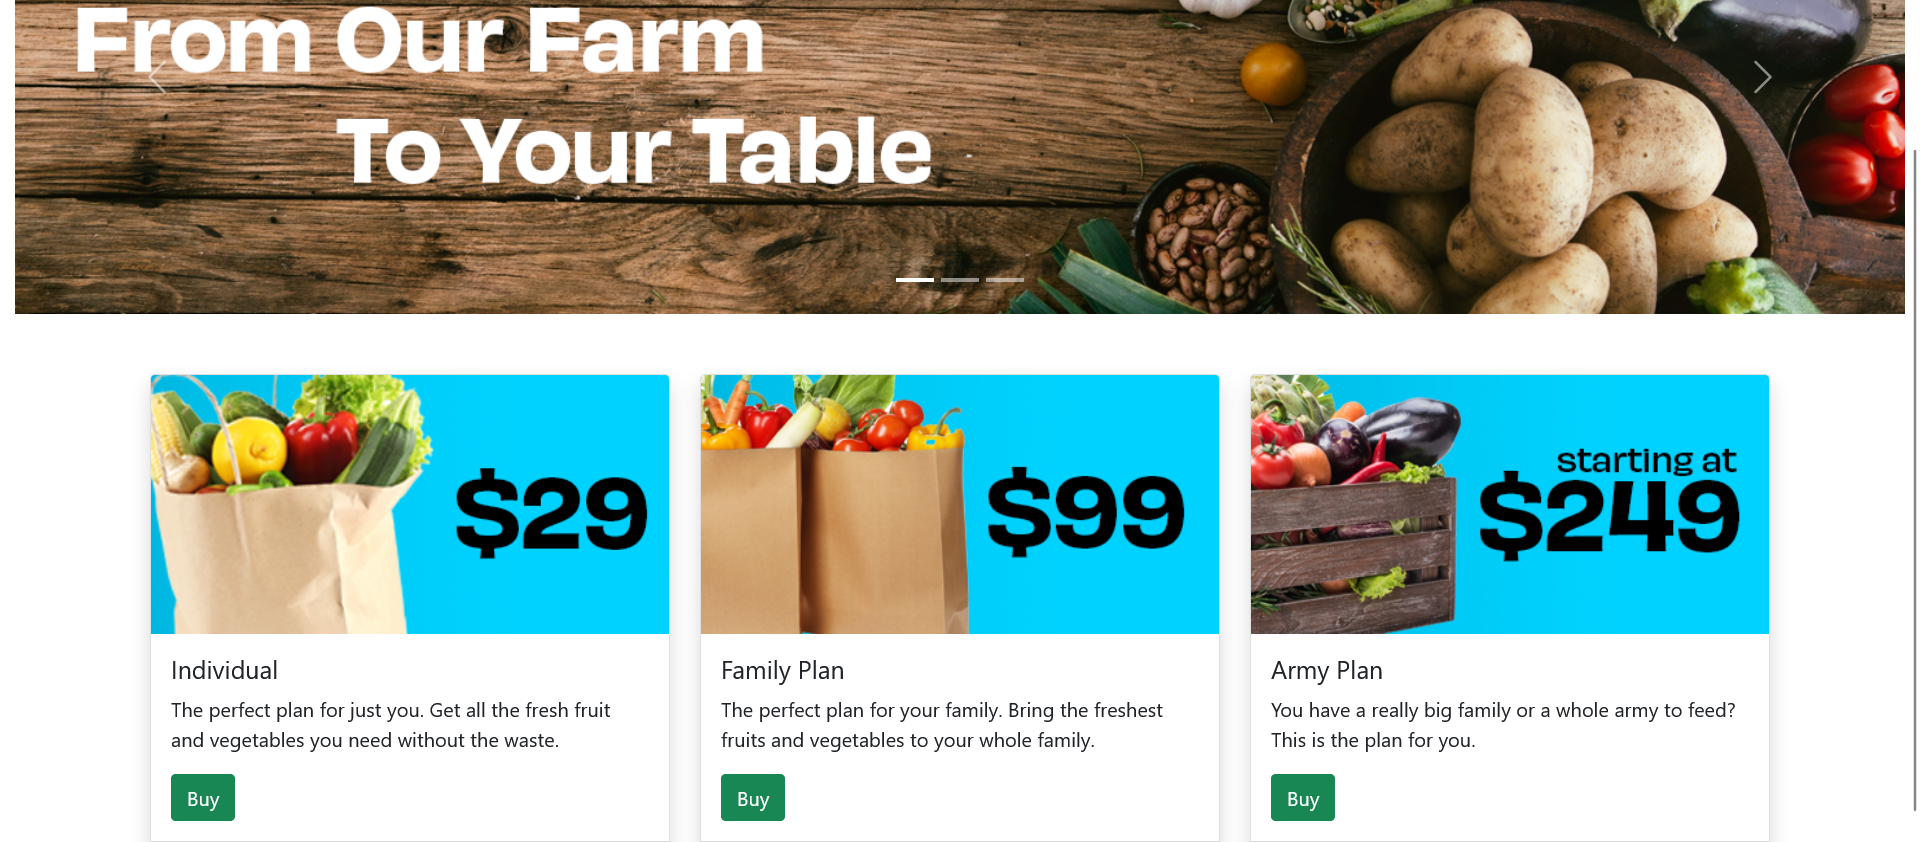 From Our Farm
To Your Table
$29
$99
starting at
$249
Individual
The perfect plan for just you. Get all the fresh fruit
and vegetables you need without the waste.
Buy
Family Plan
The perfect plan for your family. Bring the freshest
fruits and vegetables to your whole family.
Buy
Army Plan
You have a really big family or a whole army to feed?
This is the plan for you.
Buy